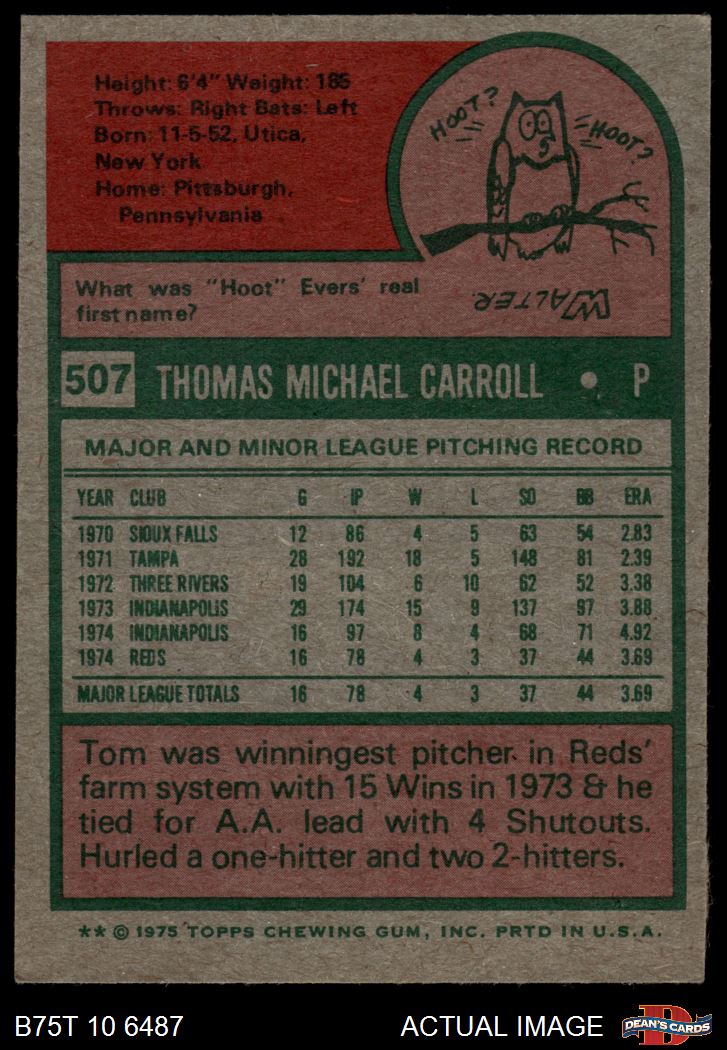 Height: 6'4" Weight: 185
Throws: Right Bats: Left
Born: 11-5-52, Utica,
New York
Home: Pittsburgh,
Pennsylvania
HOOT?
HOOT?
What was "Hoot" Evers' real
first name?
WALTER.
507 THOMAS MICHAEL CARROLL • P
MAJOR AND MINOR LEAGUE PITCHING RECORD
YEAR CLUB G IP W L SO BB ERA
1970 SIOUX FALLS 12 86 4 5 63 54 2.83
1971 TAMPA 28 192 18 5 148 81 2.39
1972 THREE RIVERS 19 104 6 10 62 52 3.38
1973 INDIANAPOLIS 29 174 15 9 137 97 3.88
1974 INDIANAPOLIS 16 97 8 4 68 71 4.92
1974 REDS 16 78 4 3 37 44 3.69
MAJOR LEAGUE TOTALS 16 78 4 3 37 44 3.69
Tom was winningest pitcher in Reds'
farm system with 15 Wins in 1973 & he
tied for A.A. lead with 4 Shutouts.
Hurled a one-hitter and two 2-hitters.
** © 1975 TOPPS CHEWING GUM, INC. PRTD IN U.S.A.
B75T 10 6487 ACTUAL IMAGE D DEAN'S CARDS